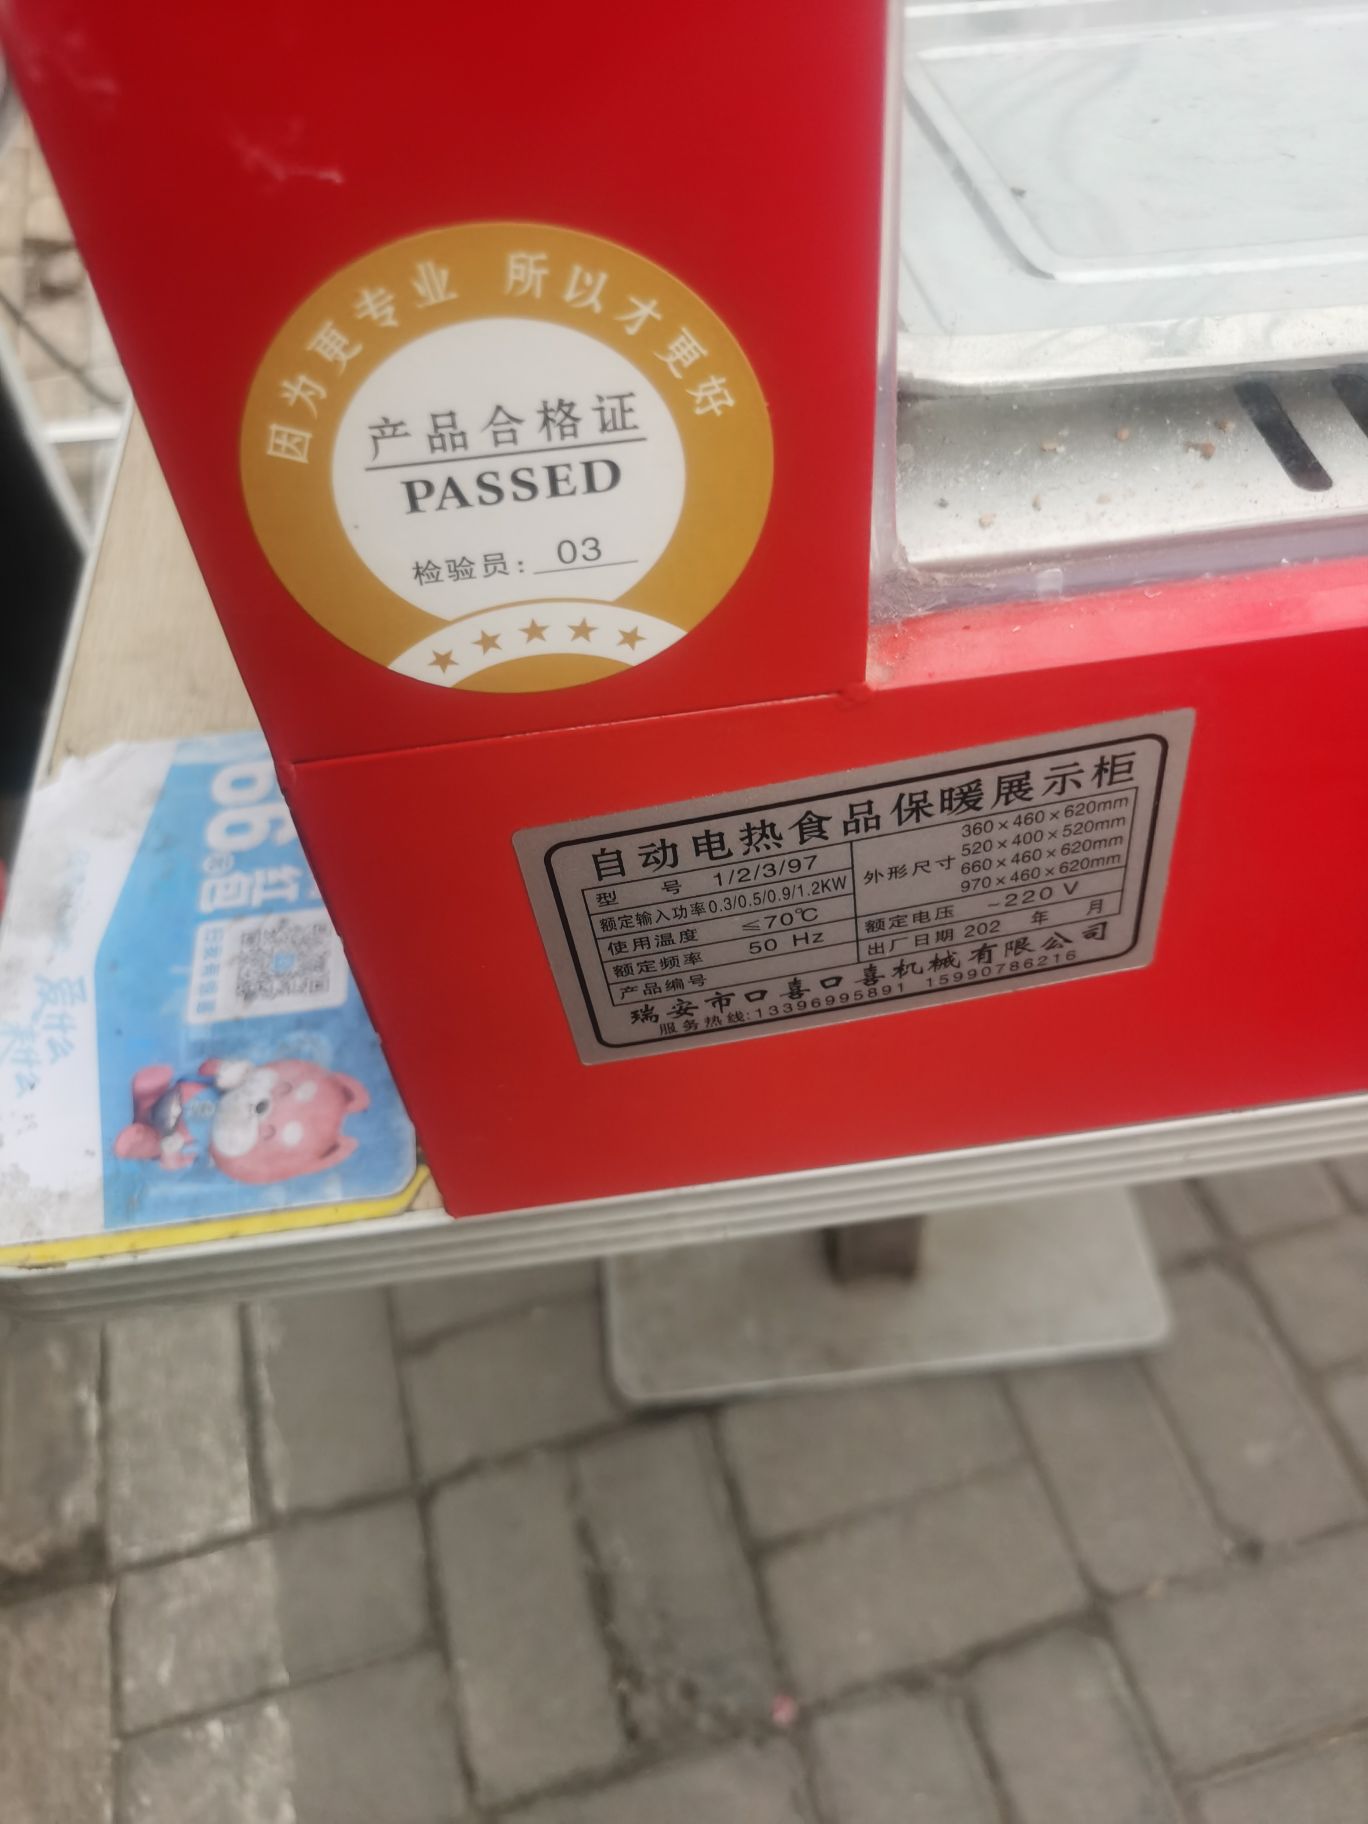 因为更专业 所以才更好
产品合格证
PASSED
检验员： 03
自动电热食品保暖展示柜
型 号 1/2/3/97
额定输入功率 0.3/0.5/0.9/1.2KW
使用温度 ≤70℃
额定频率 50 Hz
产品编号
外形尺寸
360×460×620mm
520×400×520mm
660×460×620mm
970×460×620mm
额定电压 ~220 V
出厂日期 202 年 月
瑞安市口喜口喜机械有限公司
服务热线:13396995891 15990786216
红包